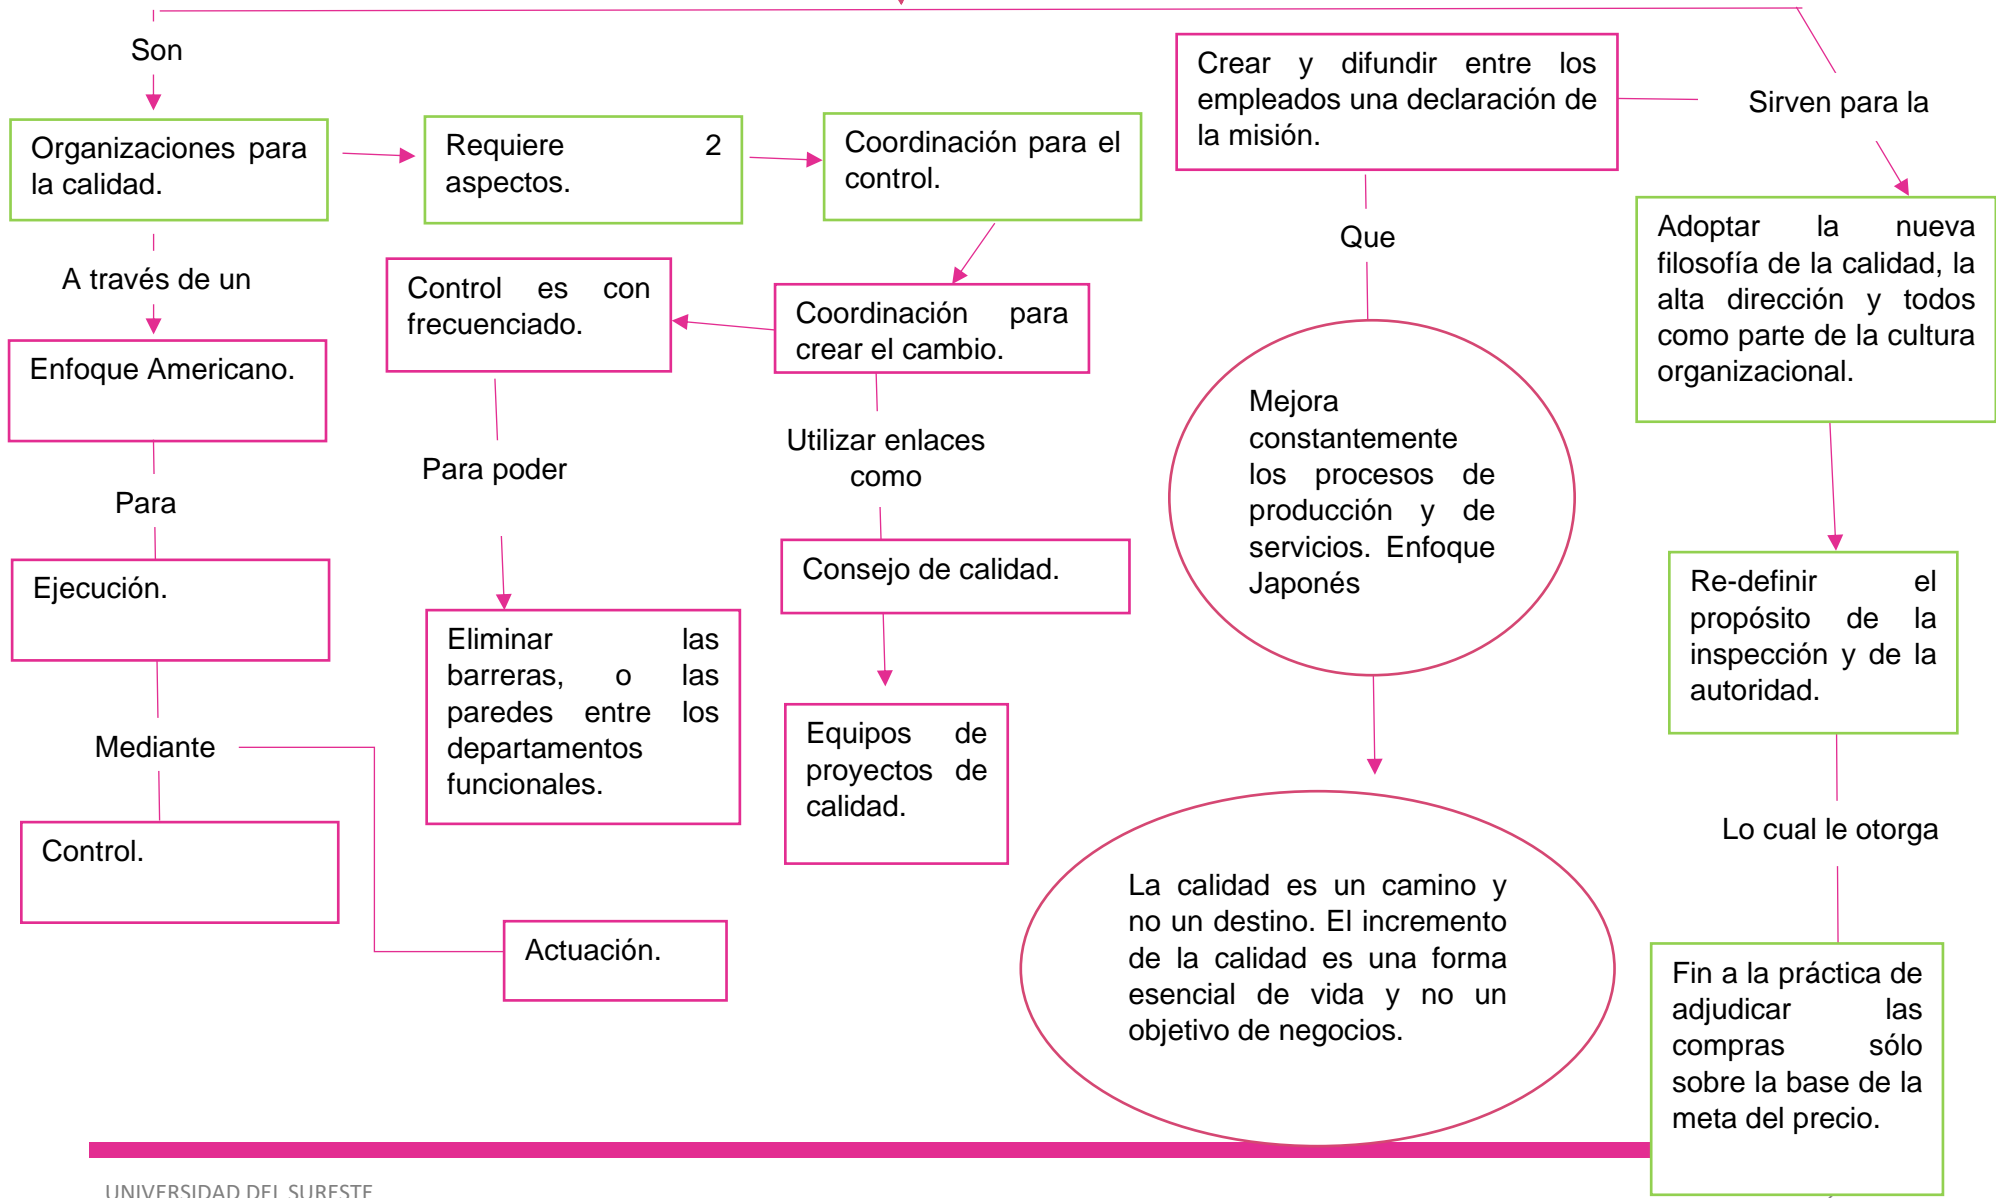 Son
Organizaciones para
la calidad.
A través de un
Enfoque Americano.
Para
Ejecución.
Mediante
Control.
Actuación.
Requiere 2
aspectos.
Coordinación para el
control.
Coordinación para
crear el cambio.
Control es con
frecuenciado.
Para poder
Eliminar las
barreras, o las
paredes entre los
departamentos
funcionales.
Utilizar enlaces
como
Consejo de calidad.
Equipos de
proyectos de
calidad.
Sirven para la
Crear y difundir entre los
empleados una declaración de
la misión.
Que
Mejora
constantemente
los procesos de
producción y de
servicios. Enfoque
Japonés
La calidad es un camino y
no un destino. El incremento
de la calidad es una forma
esencial de vida y no un
objetivo de negocios.
Adoptar la nueva
filosofía de la calidad, la
alta dirección y todos
como parte de la cultura
organizacional.
Re-definir el
propósito de la
inspección y de la
autoridad.
Lo cual le otorga
Fin a la práctica de
adjudicar las
compras sólo
sobre la base de la
meta del precio.
UNIVERSIDAD DEL SURESTE